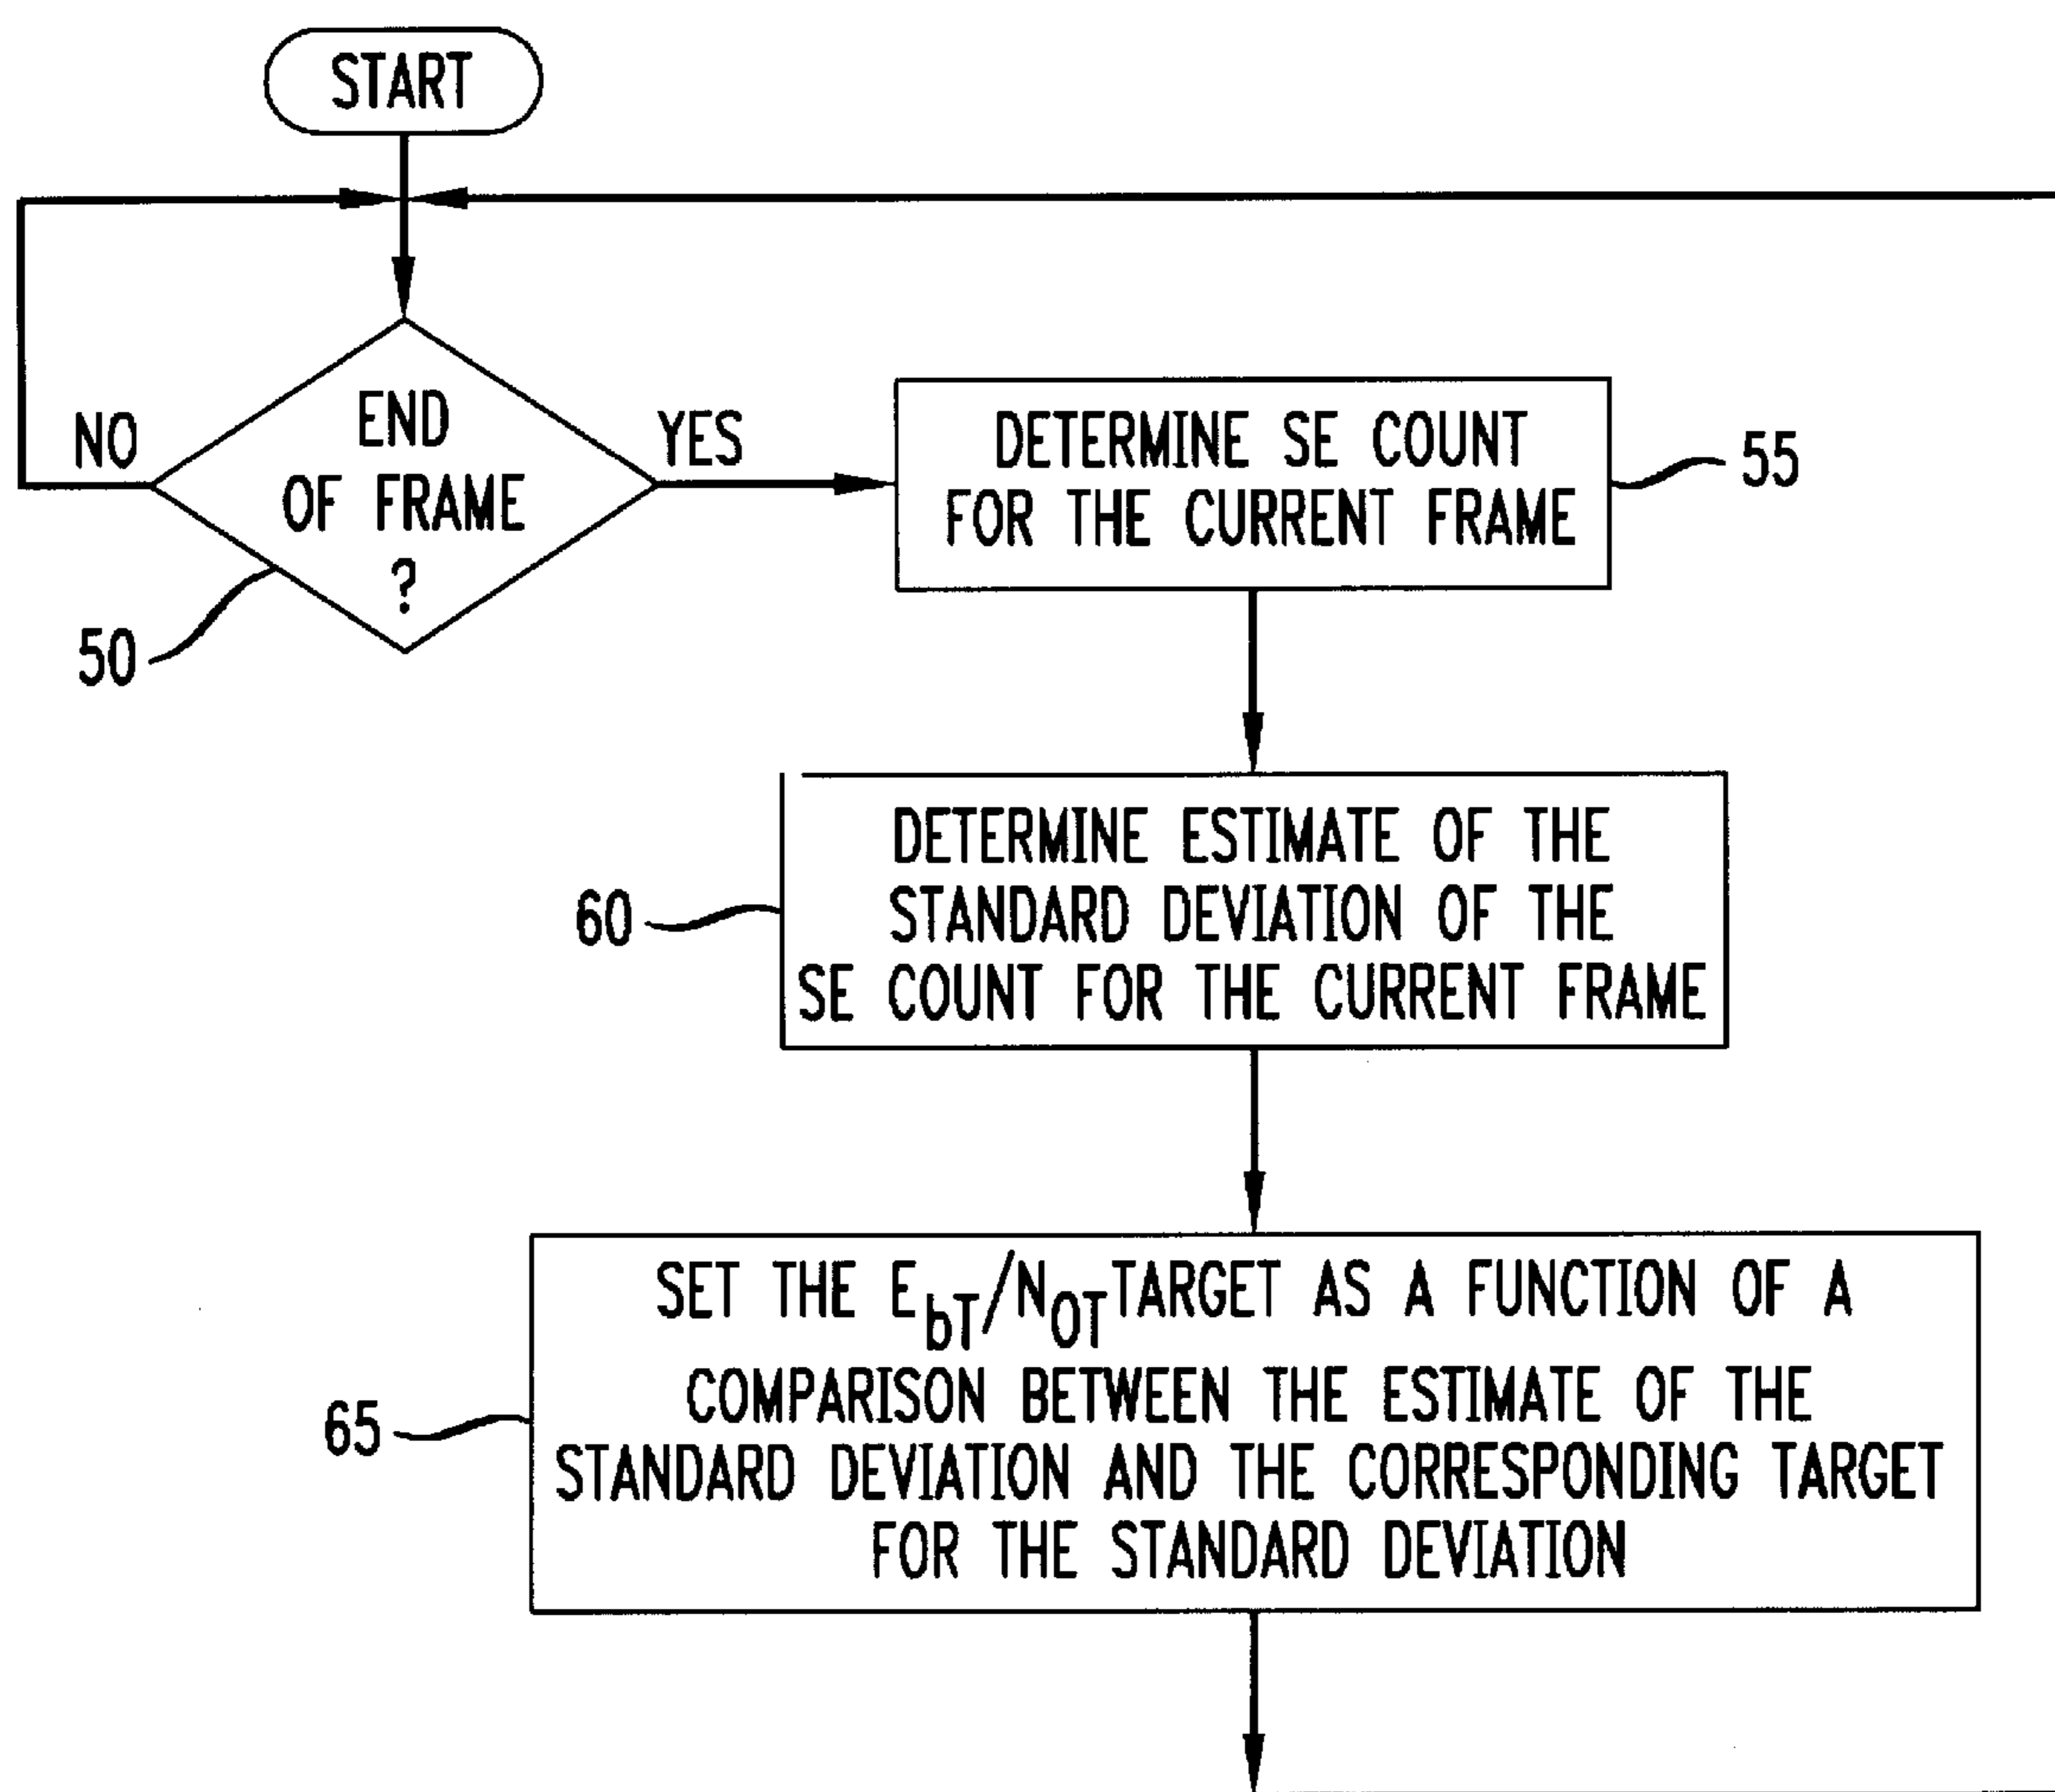 START
NO
END
OF FRAME
?
YES
50
DETERMINE SE COUNT
FOR THE CURRENT FRAME
55
DETERMINE ESTIMATE OF THE
STANDARD DEVIATION OF THE
SE COUNT FOR THE CURRENT FRAME
60
SET THE EbT/N0T TARGET AS A FUNCTION OF A
COMPARISON BETWEEN THE ESTIMATE OF THE
STANDARD DEVIATION AND THE CORRESPONDING TARGET
FOR THE STANDARD DEVIATION
65